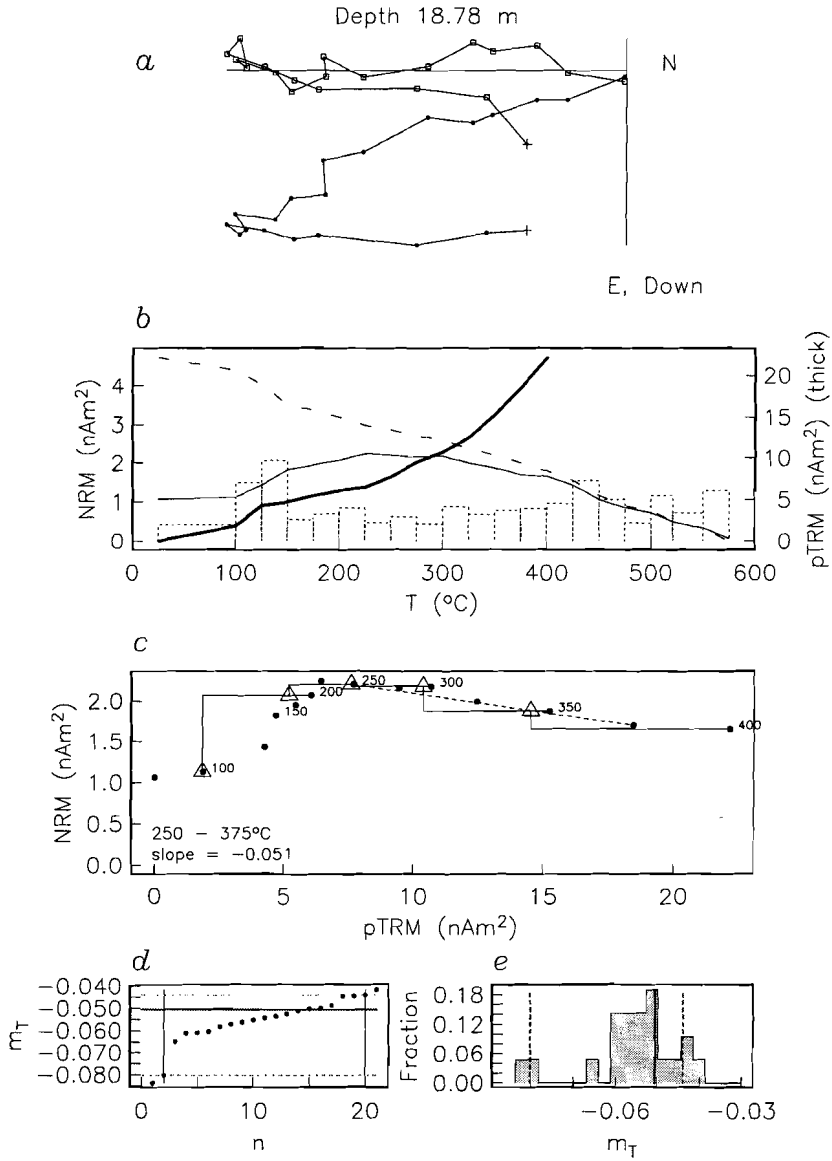 Depth 18.78 m
a
N
E, Down
b
NRM (nAm²)
4
3
2
1
0
pTRM (nAm²) (thick)
20
15
10
5
0
0 100 200 300 400 500 600
T (°C)
c
NRM (nAm²)
2.0
1.5
1.0
0.5
0.0
100
150
200
250
300
350
400
250 – 375°C
slope = −0.051
0 5 10 15 20
pTRM (nAm²)
d
m_T
−0.040
−0.050
−0.060
−0.070
−0.080
0 10 20
n
e
Fraction
0.18
0.12
0.06
0.00
−0.06 −0.03
m_T